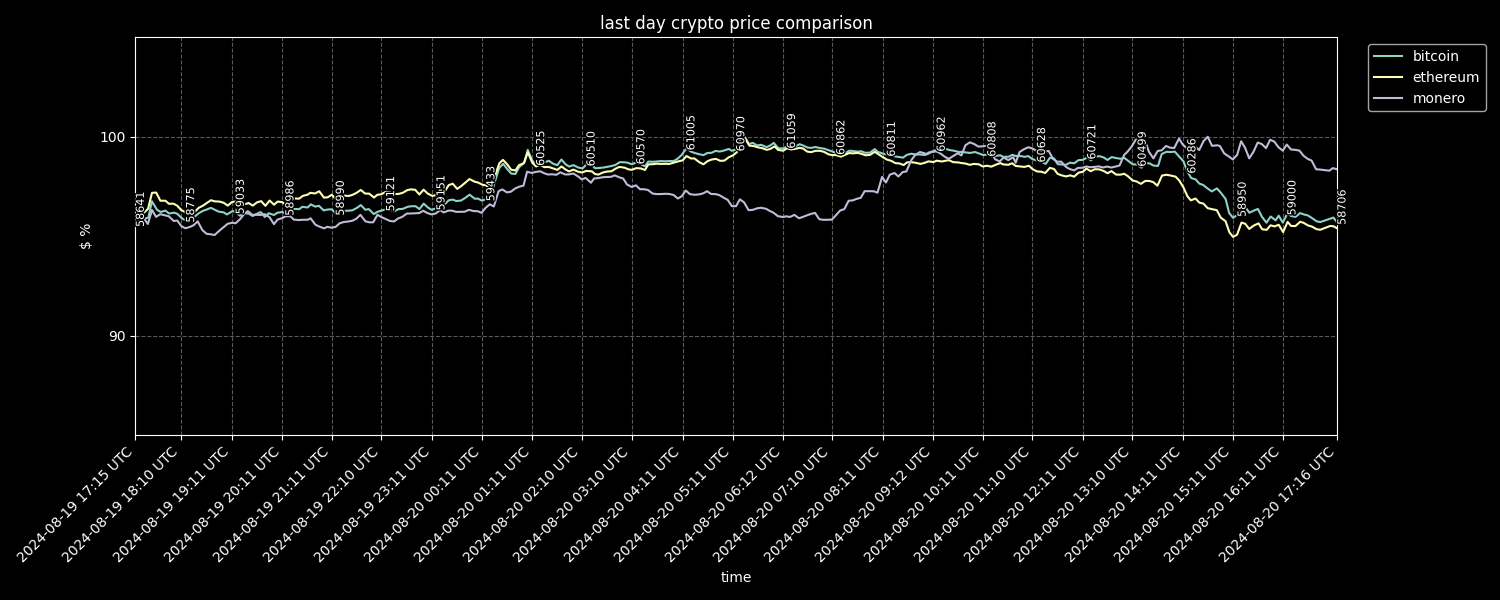 last day crypto price comparison
bitcoin
ethereum
monero
100
90
$ %
58641
58775
59033
58986
58990
59121
59151
59433
60525
60510
60570
61005
60970
61059
60862
60811
60962
60808
60628
60721
60499
60286
58950
59000
58706
2024-08-19 17:15 UTC
2024-08-19 18:10 UTC
2024-08-19 19:11 UTC
2024-08-19 20:11 UTC
2024-08-19 21:11 UTC
2024-08-19 22:10 UTC
2024-08-19 23:11 UTC
2024-08-20 00:11 UTC
2024-08-20 01:11 UTC
2024-08-20 02:10 UTC
2024-08-20 03:10 UTC
2024-08-20 04:11 UTC
2024-08-20 05:11 UTC
2024-08-20 06:12 UTC
2024-08-20 07:10 UTC
2024-08-20 08:11 UTC
2024-08-20 09:12 UTC
2024-08-20 10:11 UTC
2024-08-20 11:10 UTC
2024-08-20 12:11 UTC
2024-08-20 13:10 UTC
2024-08-20 14:11 UTC
2024-08-20 15:11 UTC
2024-08-20 16:11 UTC
2024-08-20 17:16 UTC
time